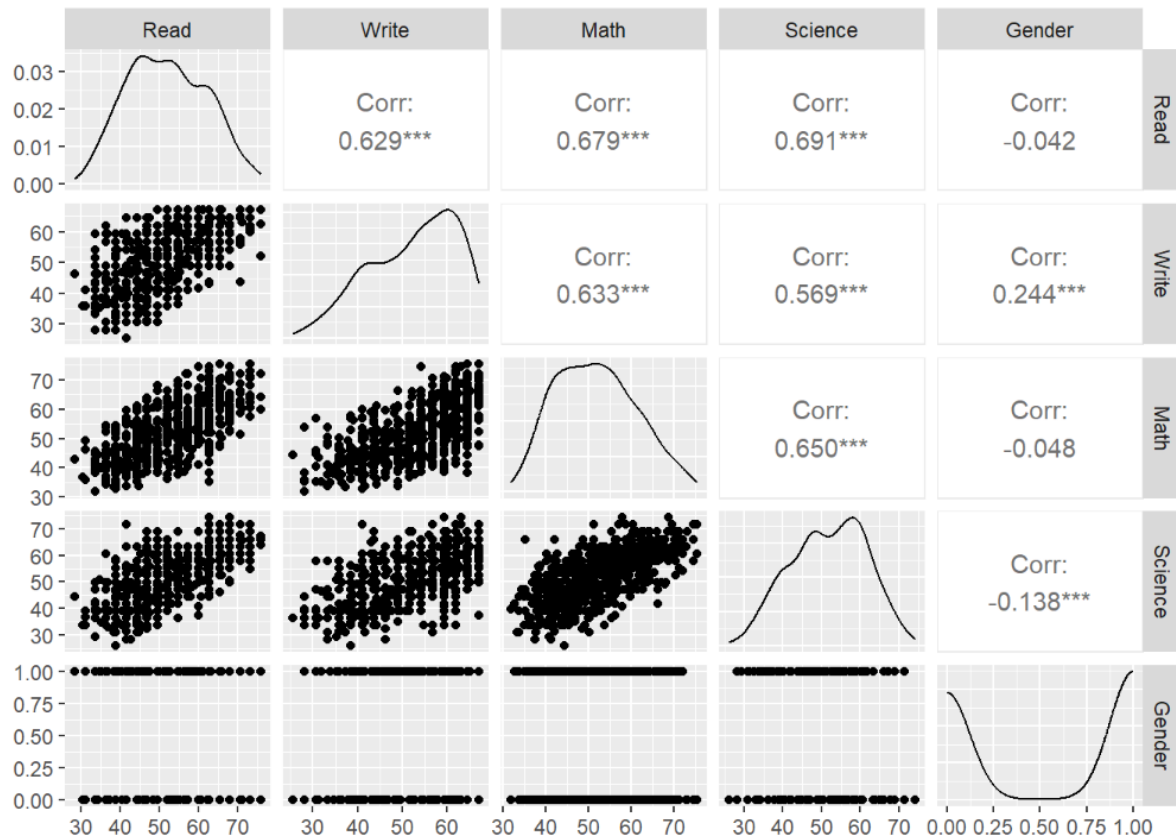 Read Write Math Science Gender
0.03
0.02
0.01
0.00
Corr:
0.629***
Corr:
0.679***
Corr:
0.691***
Corr:
-0.042
Read
60
50
40
30
Corr:
0.633***
Corr:
0.569***
Corr:
0.244***
Write
70
60
50
40
30
Corr:
0.650***
Corr:
-0.048
Math
70
60
50
40
30
Corr:
-0.138***
Science
1.00
0.75
0.50
0.25
0.00
Gender
30 40 50 60 70 30 40 50 60 30 40 50 60 70 30 40 50 60 70 0.00 0.25 0.50 0.75 1.00